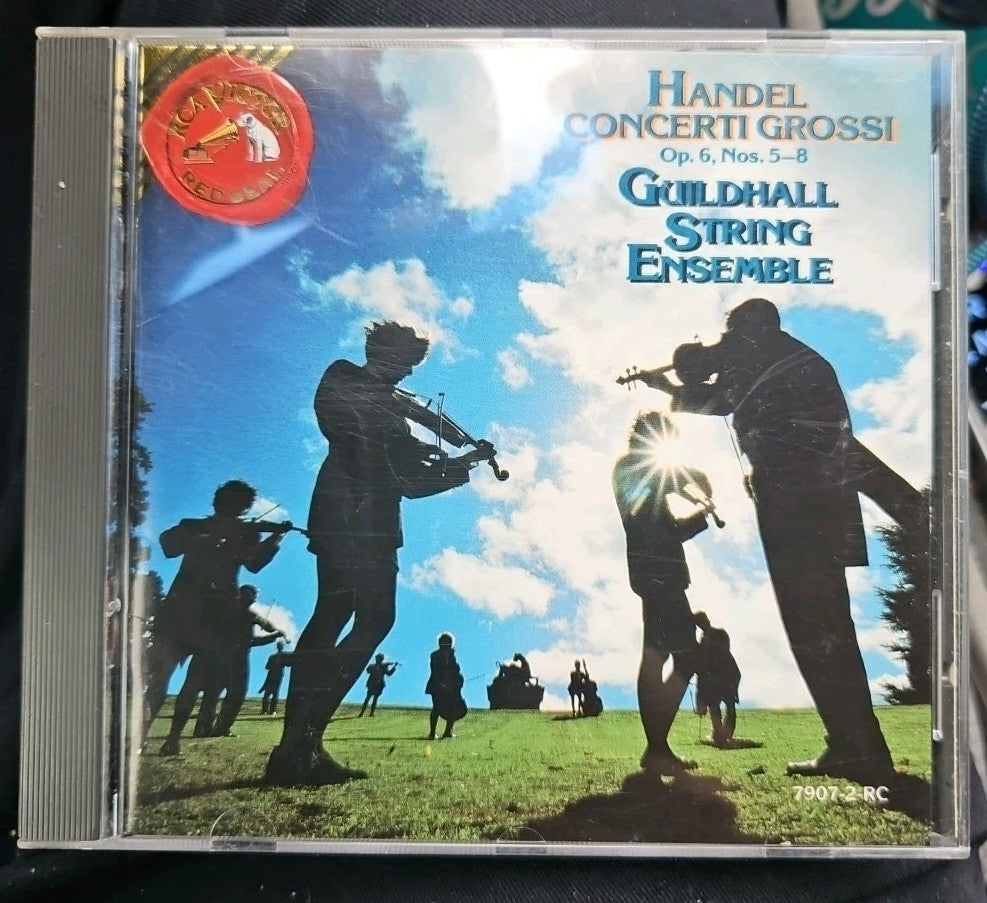 RCA VICTOR
RED SEAL
HANDEL
CONCERTI GROSSI
Op. 6, Nos. 5–8
GUILDHALL
STRING
ENSEMBLE
7907-2-RC